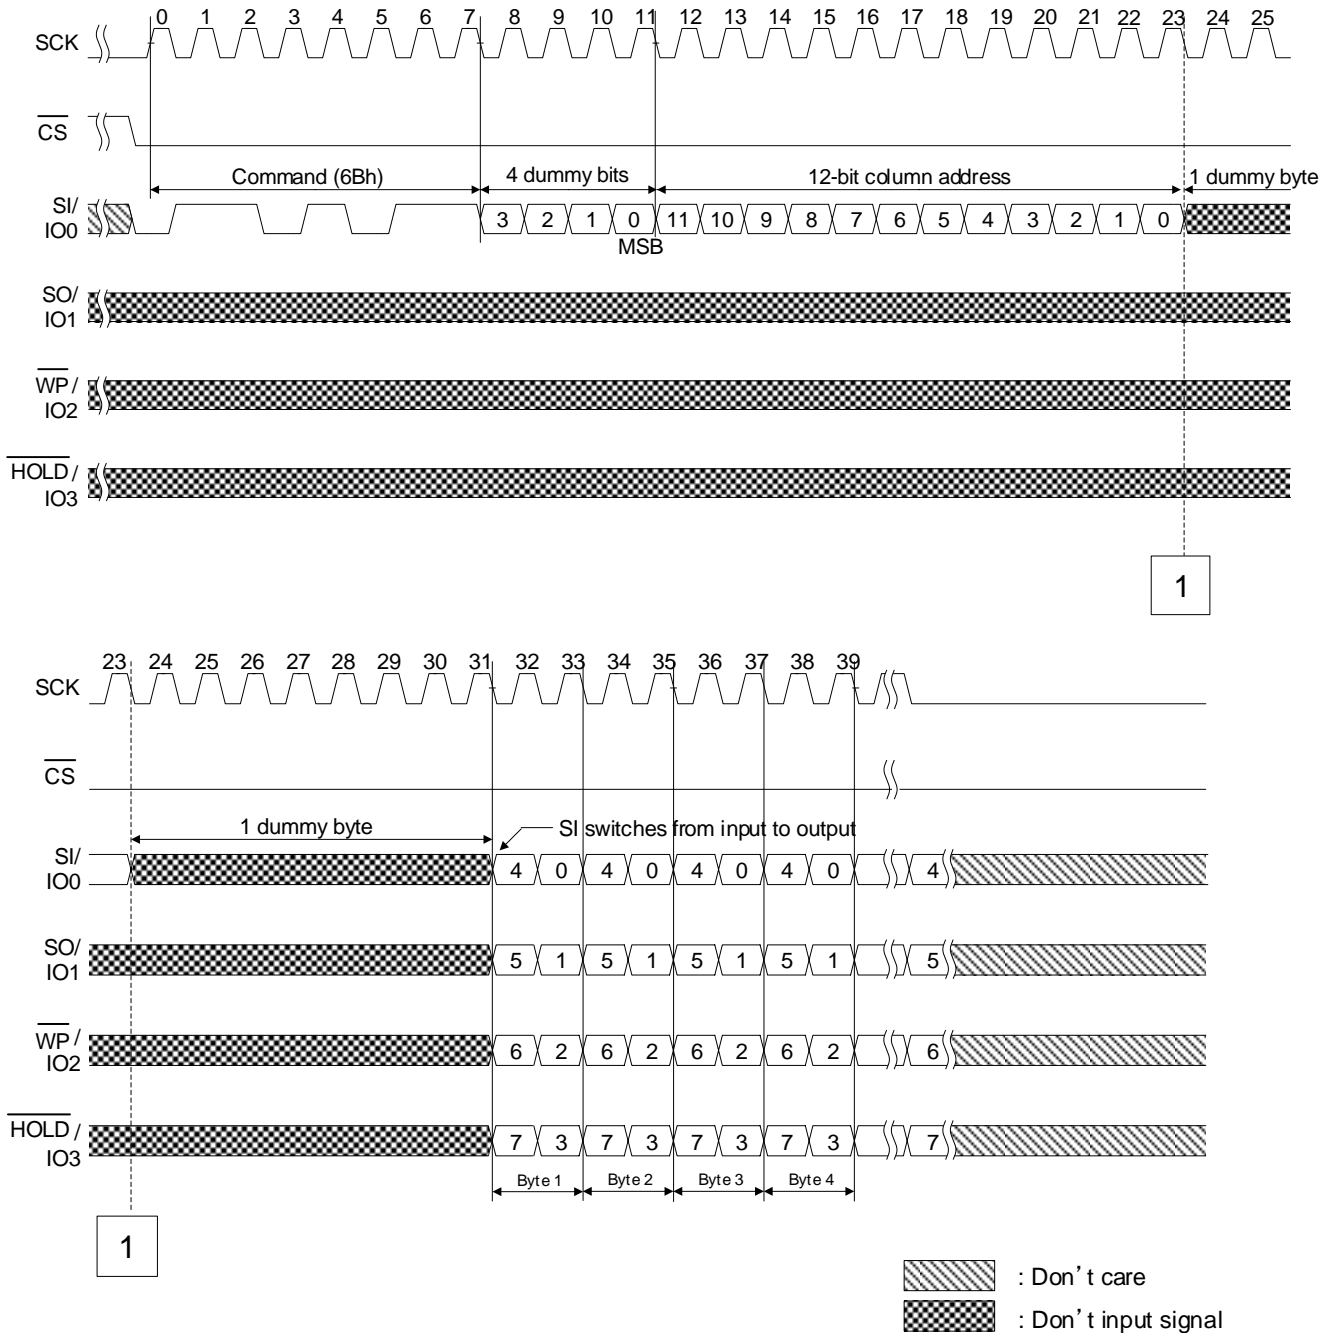 0 1 2 3 4 5 6 7 8 9 10 11 12 13 14 15 16 17 18 19 20 21 22 23 24 25
SCK
CS
Command (6Bh) 4 dummy bits 12-bit column address 1 dummy byte
SI/
IO0
3 2 1 0 11 10 9 8 7 6 5 4 3 2 1 0
MSB
SO/
IO1
WP /
IO2
HOLD /
IO3
1
23 24 25 26 27 28 29 30 31 32 33 34 35 36 37 38 39
SCK
CS
1 dummy byte SI switches from input to output
SI/
IO0
4 0 4 0 4 0 4 0 4
SO/
IO1
5 1 5 1 5 1 5 1 5
WP /
IO2
6 2 6 2 6 2 6 2 6
HOLD /
IO3
7 3 7 3 7 3 7 3 7
Byte 1 Byte 2 Byte 3 Byte 4
1
: Don't care
: Don't input signal